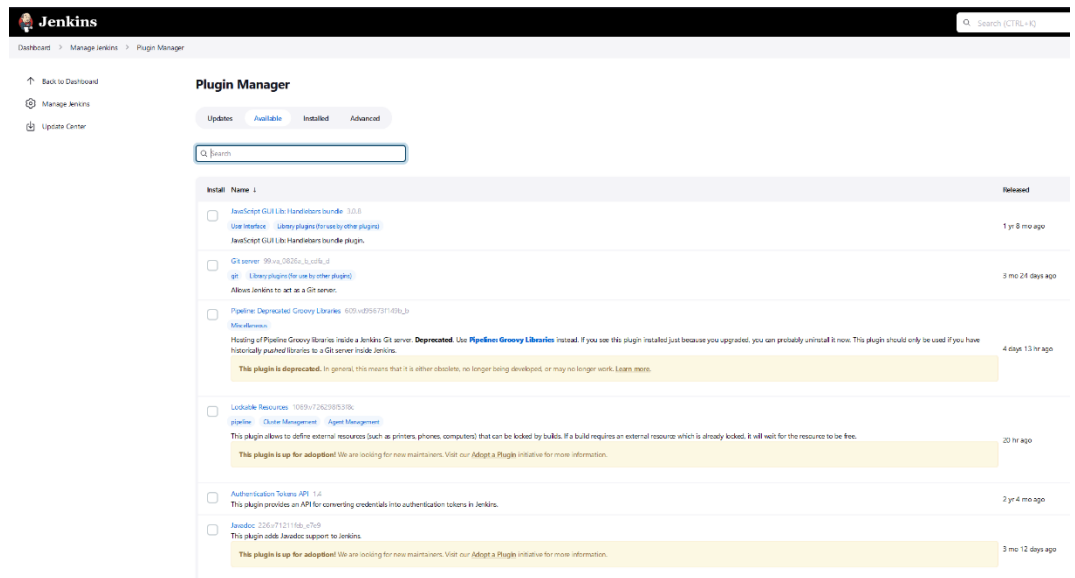 Jenkins
Search (CTRL+K)
Dashboard > Manage Jenkins > Plugin Manager
Back to Dashboard
Manage Jenkins
Update Center
Plugin Manager
Updates Available Installed Advanced
Search
Install Name ↓ Released
JavaScript GUI Lib: Handlebars bundle 3.0.8
User Interface Library plugins (for use by other plugins)
JavaScript GUI Lib: Handlebars bundle plugin.
1 yr 8 mo ago
Git server
git Library plugins (for use by other plugins)
Allows Jenkins to act as a Git server.
3 mo 24 days ago
Pipeline: Deprecated Groovy Libraries
Miscellaneous
Hosting of Pipeline Groovy libraries inside a Jenkins Git server. Deprecated. Use Pipeline: Groovy Libraries instead. If you see this plugin installed just because you upgraded, you can probably uninstall it now. This plugin should only be used if you have
historically pushed libraries to a Git server inside Jenkins.
4 days 13 hr ago
This plugin is deprecated. In general, this means that it is either obsolete, no longer being developed, or may no longer work. Learn more.
Lockable Resources
pipeline Cluster Management Agent Management
This plugin allows to define external resources (such as printers, phones, computers) that can be locked by builds. If a build requires an external resource which is already locked, it will wait for the resource to be free.
20 hr ago
This plugin is up for adoption! We are looking for new maintainers. Visit our Adopt a Plugin initiative for more information.
Authentication Tokens API 1.4
This plugin provides an API for converting credentials into authentication tokens in Jenkins.
2 yr 4 mo ago
Javadoc 226.v71211feb_e7e9
This plugin adds Javadoc support to Jenkins.
3 mo 12 days ago
This plugin is up for adoption! We are looking for new maintainers. Visit our Adopt a Plugin initiative for more information.